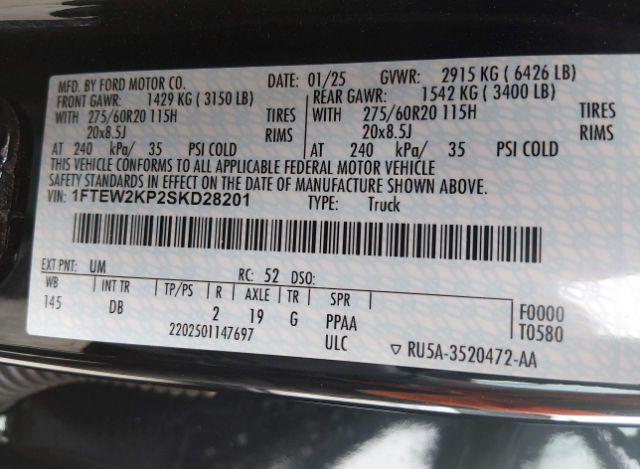 MFD. BY FORD MOTOR CO. DATE: 01/25 GVWR: 2915 KG ( 6426 LB)
FRONT GAWR: 1429 KG ( 3150 LB) REAR GAWR: 1542 KG ( 3400 LB)
WITH 275/60R20 115H TIRES WITH 275/60R20 115H TIRES
20x8.5J RIMS 20x8.5J RIMS
AT 240 kPa/ 35 PSI COLD AT 240 kPa/ 35 PSI COLD
THIS VEHICLE CONFORMS TO ALL APPLICABLE FEDERAL MOTOR VEHICLE
SAFETY STANDARDS IN EFFECT ON THE DATE OF MANUFACTURE SHOWN ABOVE.
VIN: 1FTEW2KP2SKD28201 TYPE: Truck
EXT PNT: UM RC: 52 DSO:
WB INT TR TP/PS R AXLE TR SPR
145 DB 2 19 G PPAA F0000
2202501147697 ULC T0580
▽ RU5A-3520472-AA